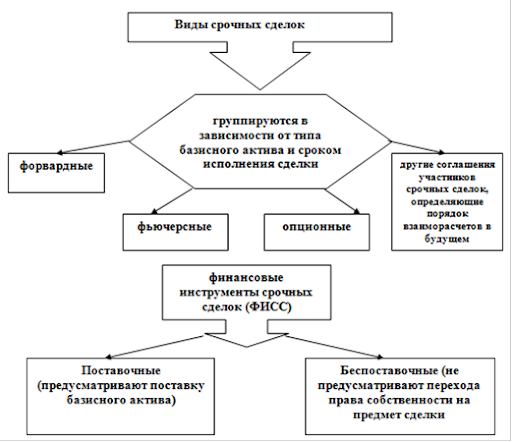 Виды срочных сделок
группируются в
зависимости от типа
базисного актива и сроком
исполнения сделки
форвардные
другие соглашения
участников
срочных сделок,
определяющие
порядок
взаиморасчетов в
будущем
фьючерсные
опционные
финансовые
инструменты срочных
сделок (ФИСС)
Поставочные
(предусматривают поставку
базисного актива)
Беспоставочные (не
предусматривают перехода
права собственности на
предмет сделки